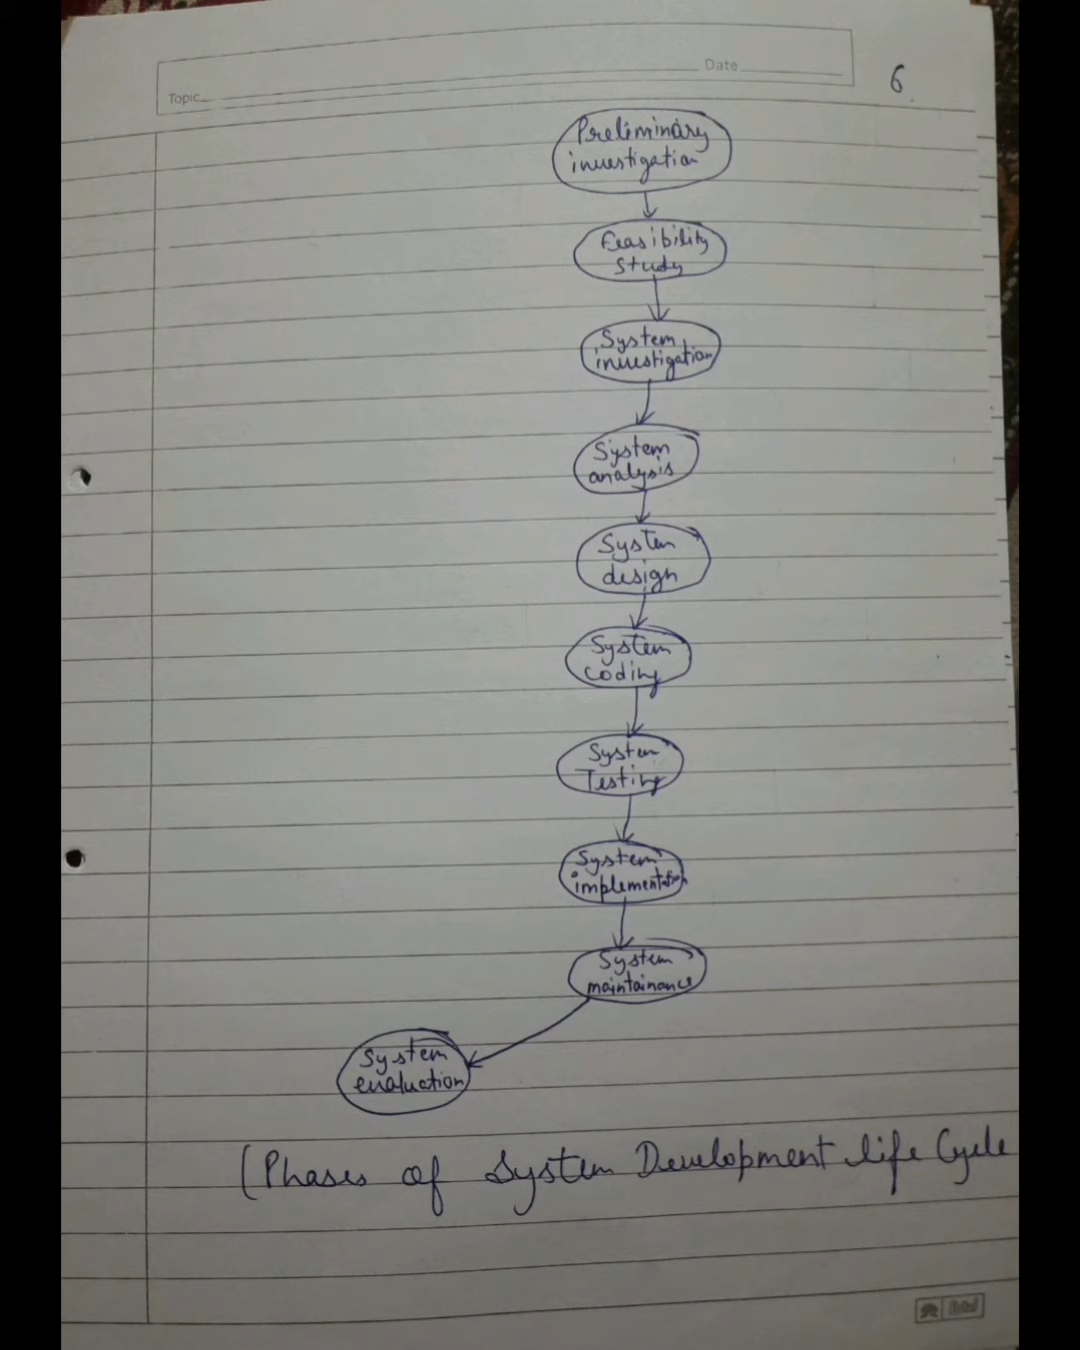 Topic
Date
6
Preliminary
investigation
Feasibility
study
System
investigation
System
analysis
System
design
System
coding
System
Testing
System
implementation
System
maintainance
System
evaluation
(Phases of System Development life Cycle